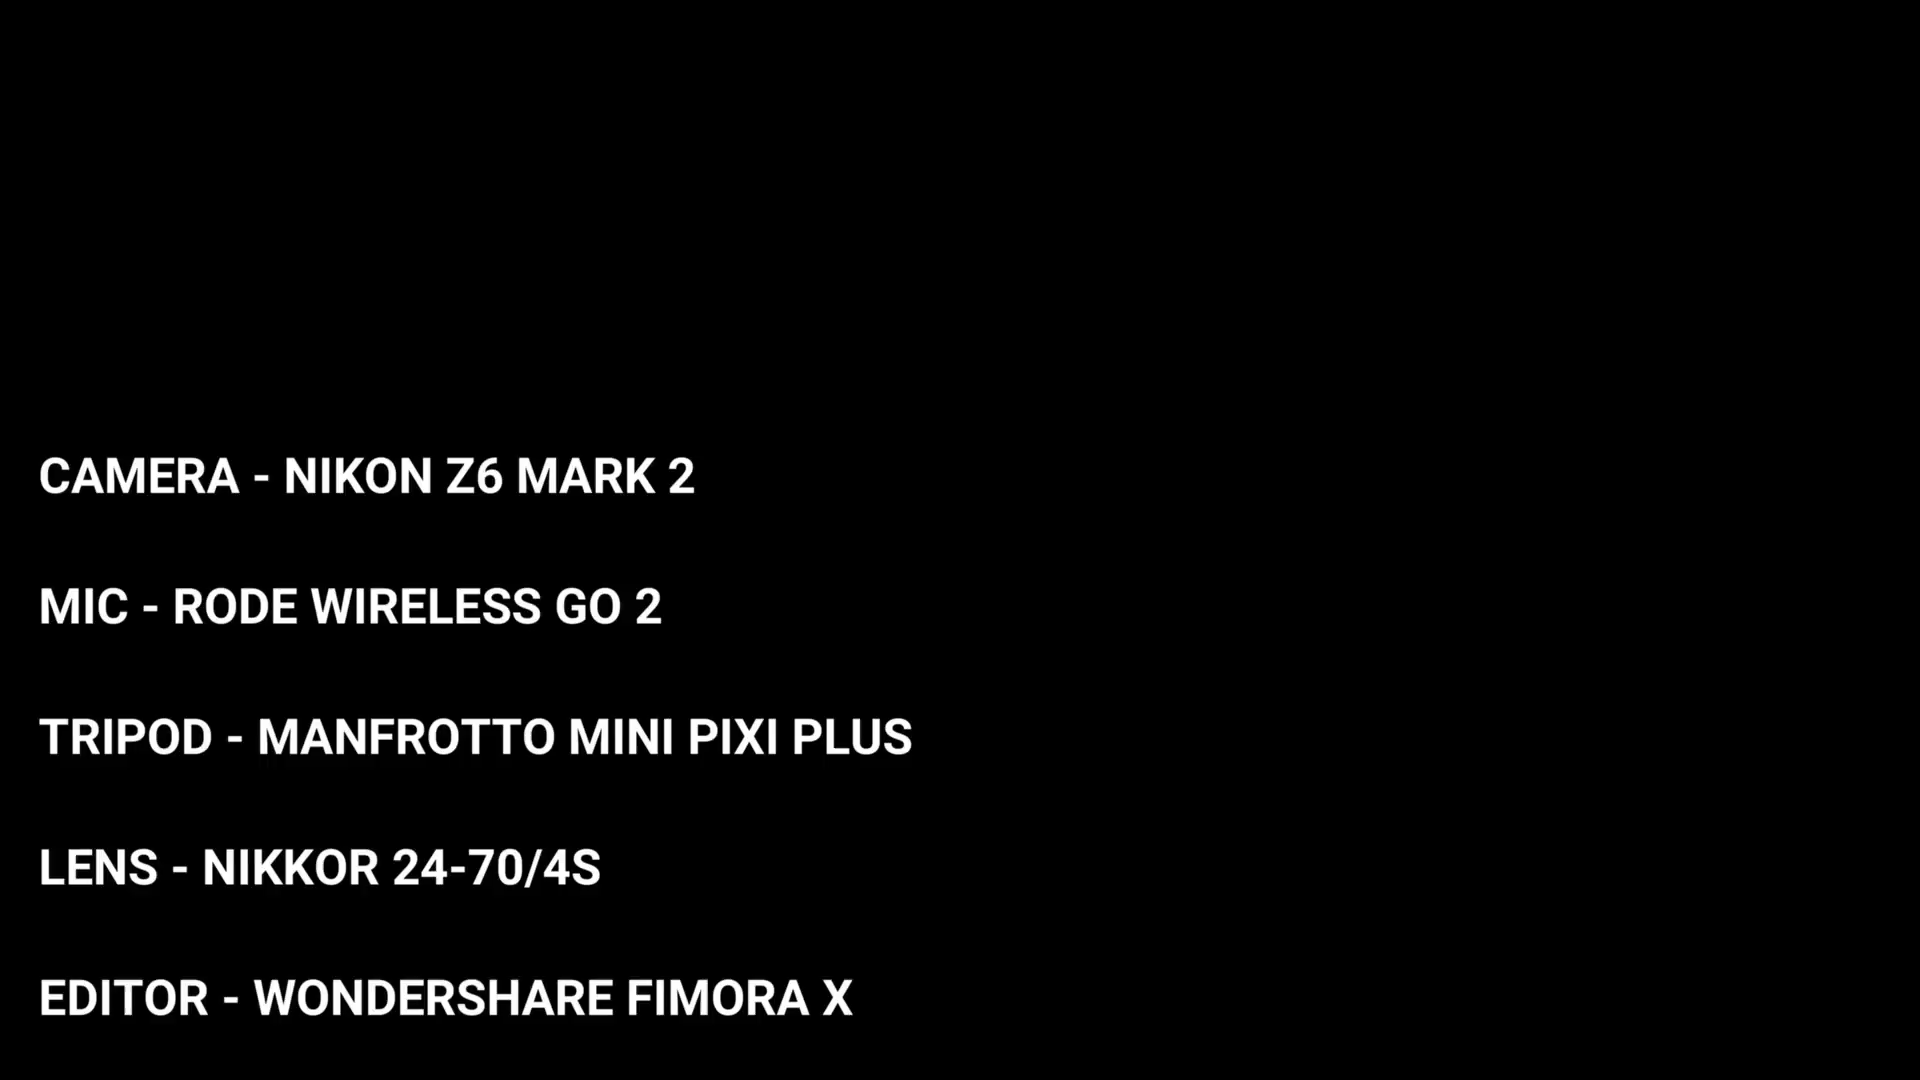 CAMERA - NIKON Z6 MARK 2
MIC - RODE WIRELESS GO 2
TRIPOD - MANFROTTO MINI PIXI PLUS
LENS - NIKKOR 24-70/4S
EDITOR - WONDERSHARE FIMORA X